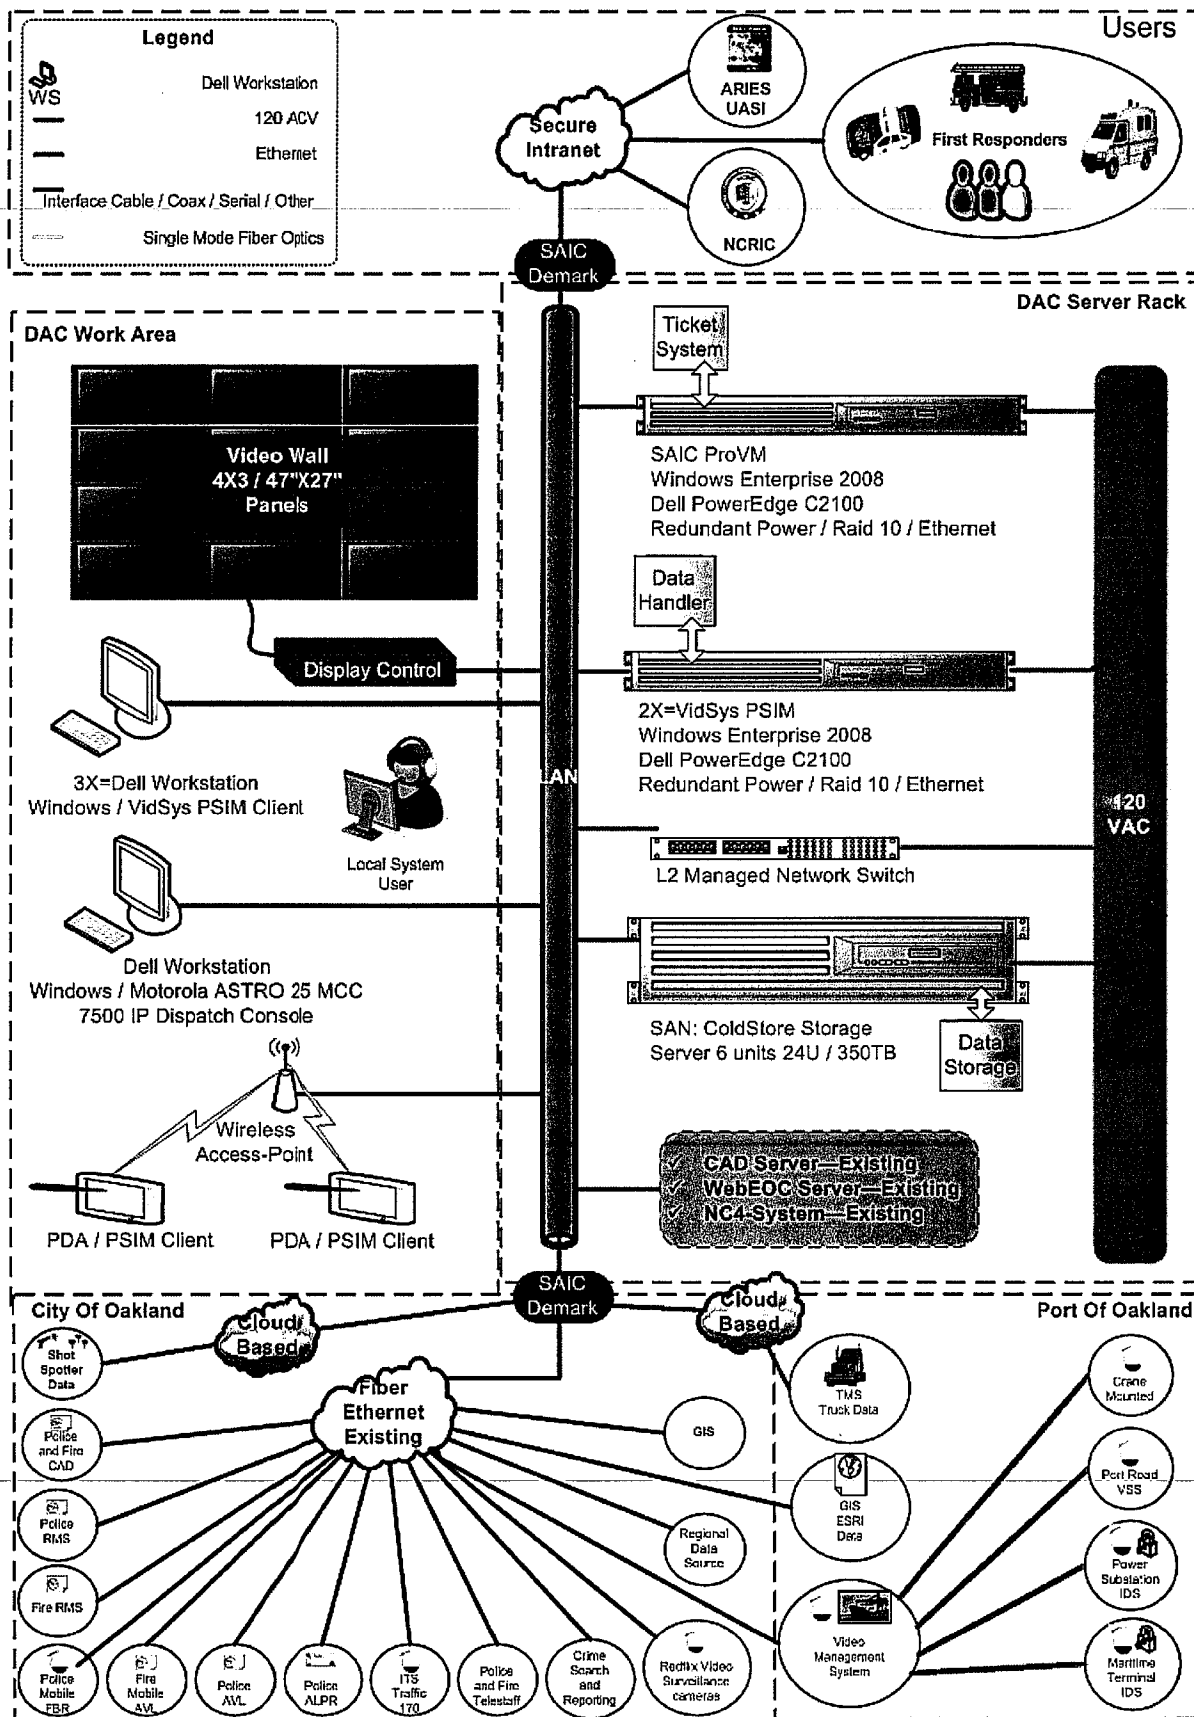 Users
Legend
WS
Dell Workstation
120 ACV
Ethernet
Interface Cable / Coax / Serial / Other
Single Mode Fiber Optics
Secure
Intranet
ARIES
UASI
NCRIC
First Responders
SAIC
Demark
DAC Work Area
Video Wall
4X3 / 47"X27"
Panels
Display Control
3X=Dell Workstation
Windows / VidSys PSIM Client
Local System
User
Dell Workstation
Windows / Motorola ASTRO 25 MCC
7500 IP Dispatch Console
Wireless
Access-Point
PDA / PSIM Client
PDA / PSIM Client
LAN
DAC Server Rack
Ticket
System
SAIC ProVM
Windows Enterprise 2008
Dell PowerEdge C2100
Redundant Power / Raid 10 / Ethernet
Data
Handler
2X=VidSys PSIM
Windows Enterprise 2008
Dell PowerEdge C2100
Redundant Power / Raid 10 / Ethernet
L2 Managed Network Switch
SAN: ColdStore Storage
Server 6 units 24U / 350TB
Data
Storage
120
VAC
✓ CAD Server—Existing
✓ WebEOC Server—Existing
✓ NC4-System—Existing
SAIC
Demark
City Of Oakland
Cloud
Based
Shot
Spotter
Data
Fiber
Ethernet
Existing
Police
and Fire
CAD
Police
RMS
Fire RMS
Police
Mobile
FBR
Fire
Mobile
AVL
Police
AVL
Police
ALPR
ITS
Traffic
170
Police
and Fire
Telestaff
Crime
Search
and
Reporting
Redflix Video
Surveillance
cameras
GIS
Regional
Data
Source
Port Of Oakland
Cloud
Based
TMS
Truck Data
GIS
ESRI
Data
Video
Management
System
Crane
Mounted
Port Road
VSS
Power
Substation
IDS
Maritime
Terminal
IDS